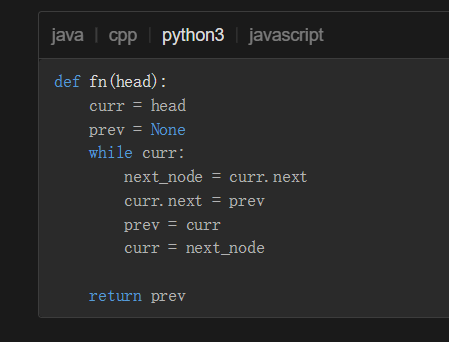 java | cpp | python3 | javascript
def fn(head):
    curr = head
    prev = None
    while curr:
        next_node = curr.next
        curr.next = prev
        prev = curr
        curr = next_node

    return prev